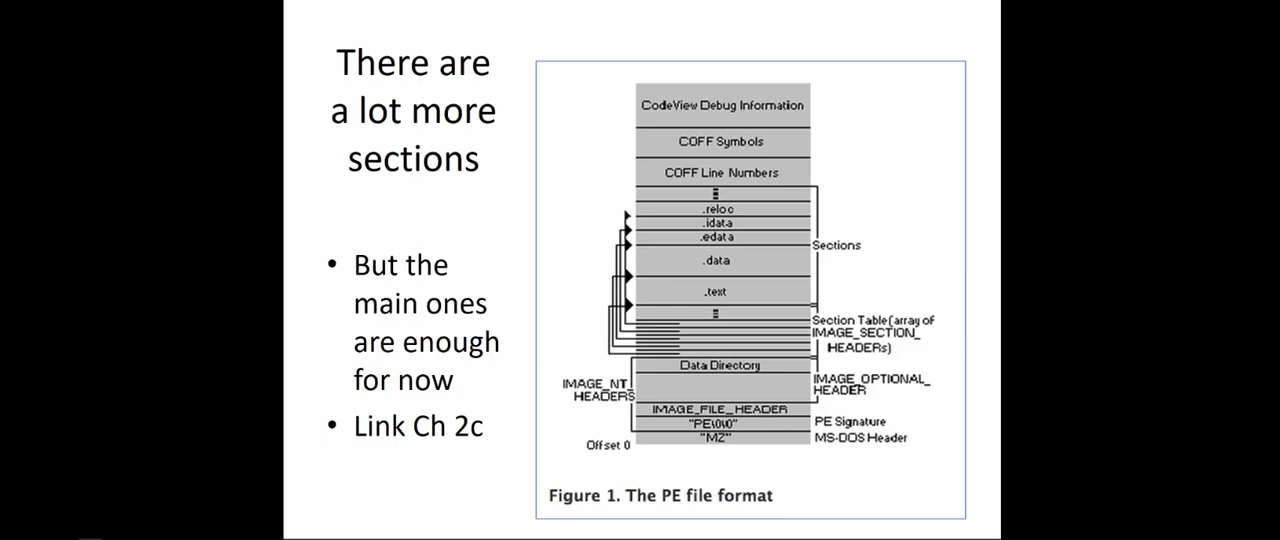 There are
a lot more
sections
• But the
main ones
are enough
for now
• Link Ch 2c
CodeView Debug Information
COFF Symbols
COFF Line Numbers
.reloc
.idata
.edata
.data
.text
Sections
Section Table (array of
IMAGE_SECTION_
HEADERs)
Data Directory
IMAGE_OPTIONAL_
HEADER
IMAGE_NT_
HEADERS
IMAGE_FILE_HEADER
"PE\0\0"
PE Signature
"MZ"
MS-DOS Header
Offset 0
Figure 1. The PE file format